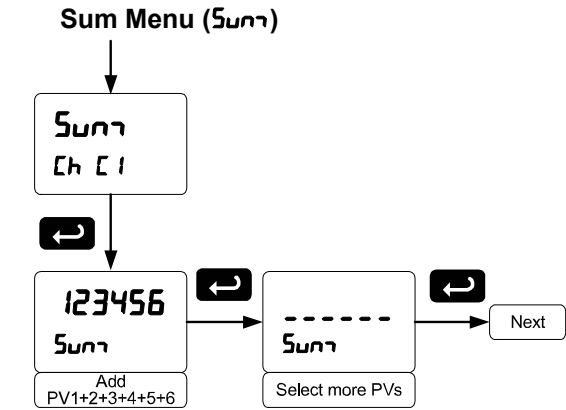 Sum Menu (Sum)
Sum
Ch C1
123456
Sum
Add
PV1+2+3+4+5+6
------
Sum
Select more PVs
Next